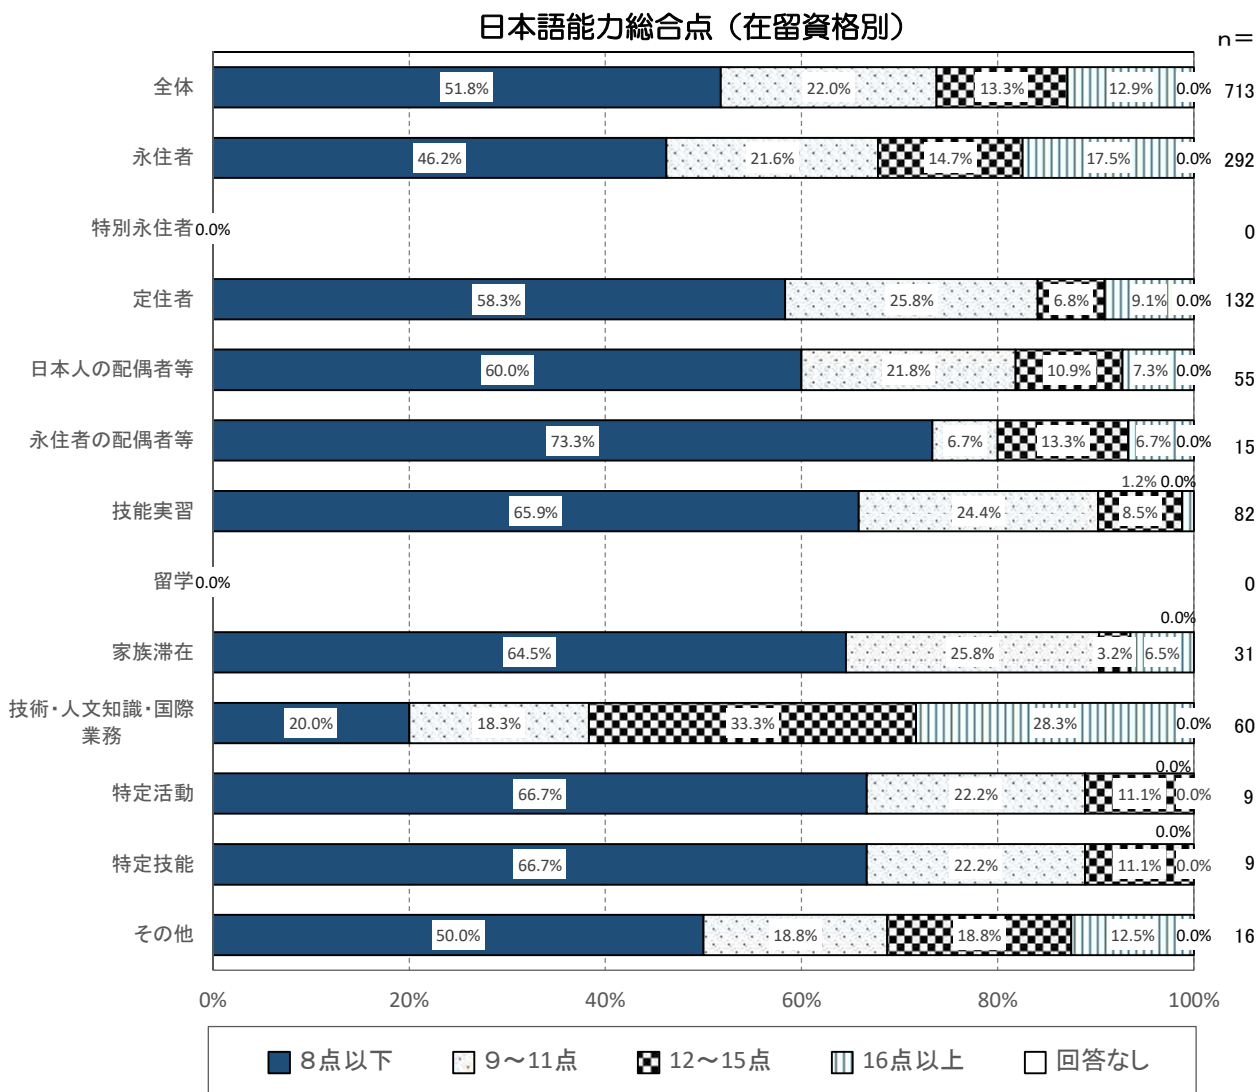 日本語能力総合点（在留資格別）
n＝
全体 51.8% 22.0% 13.3% 12.9% 0.0% 713
永住者 46.2% 21.6% 14.7% 17.5% 0.0% 292
特別永住者 0.0% 0
定住者 58.3% 25.8% 6.8% 9.1% 0.0% 132
日本人の配偶者等 60.0% 21.8% 10.9% 7.3% 0.0% 55
永住者の配偶者等 73.3% 6.7% 13.3% 6.7% 0.0% 15
1.2% 0.0%
技能実習 65.9% 24.4% 8.5% 82
留学 0.0% 0
0.0%
家族滞在 64.5% 25.8% 3.2% 6.5% 31
技術・人文知識・国際
業務 20.0% 18.3% 33.3% 28.3% 0.0% 60
0.0%
特定活動 66.7% 22.2% 11.1% 0.0% 9
0.0%
特定技能 66.7% 22.2% 11.1% 0.0% 9
その他 50.0% 18.8% 18.8% 12.5% 0.0% 16
0% 20% 40% 60% 80% 100%
８点以下 ９～11点 12～15点 16点以上 回答なし